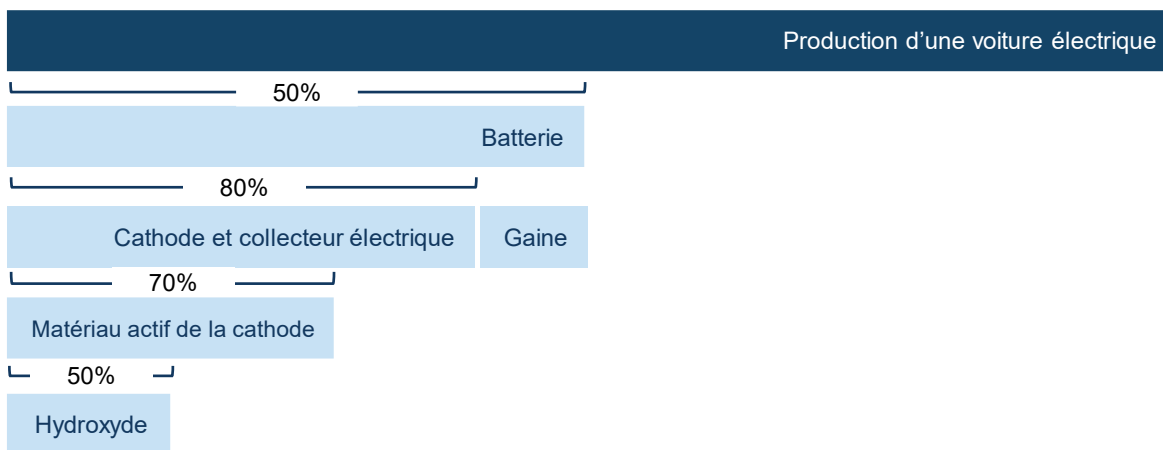 Production d’une voiture électrique
50%
Batterie
80%
Cathode et collecteur électrique
Gaine
70%
Matériau actif de la cathode
50%
Hydroxyde